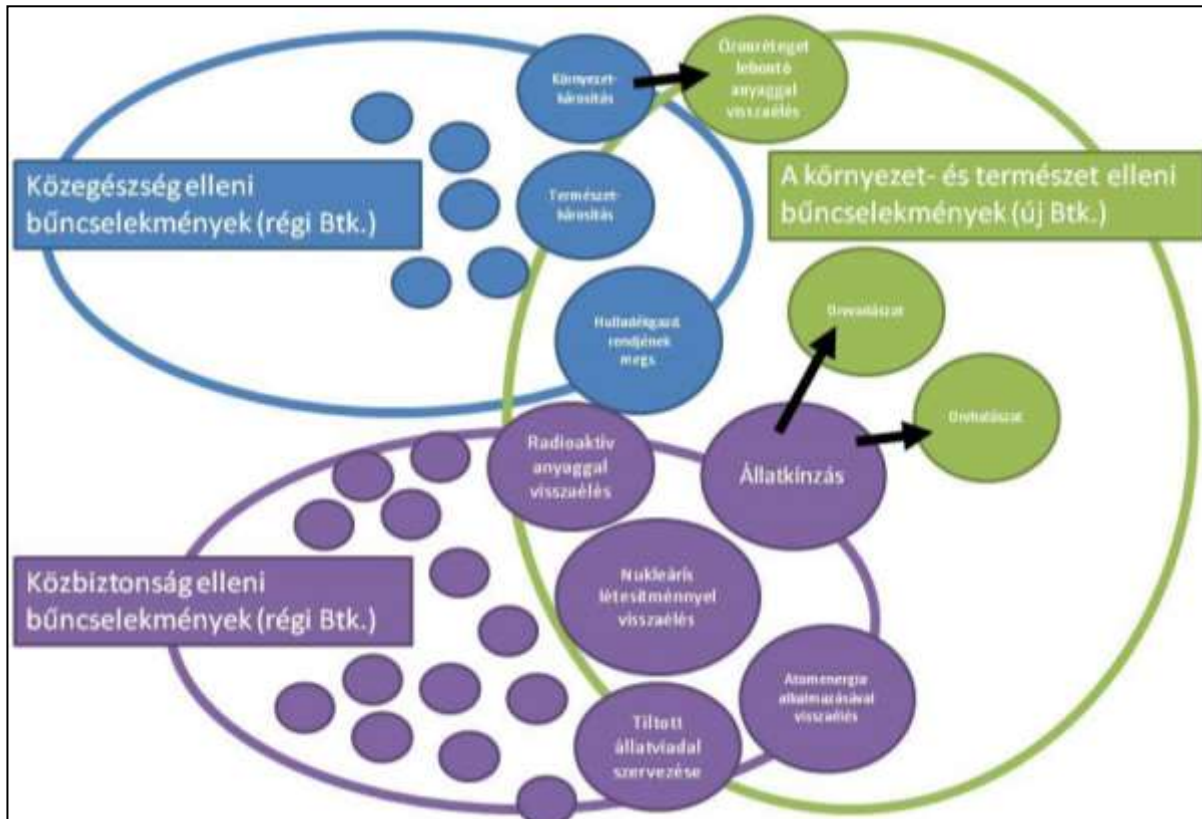 Környezet-
károsítás
Ózonréteget
lebontó
anyaggal
visszaélés
Közegészség elleni
bűncselekmények (régi Btk.)
Természet-
károsítás
A környezet- és természet elleni
bűncselekmények (új Btk.)
Hulladékgazd.
rendjének
megs.
Orvvadászat
Orvhalászat
Radioaktív
anyaggal
visszaélés
Állatkínzás
Közbiztonság elleni
bűncselekmények (régi Btk.)
Nukleáris
létesítménnyel
visszaélés
Atomenergia
alkalmazásával
visszaélés
Tiltott
állatviadal
szervezése